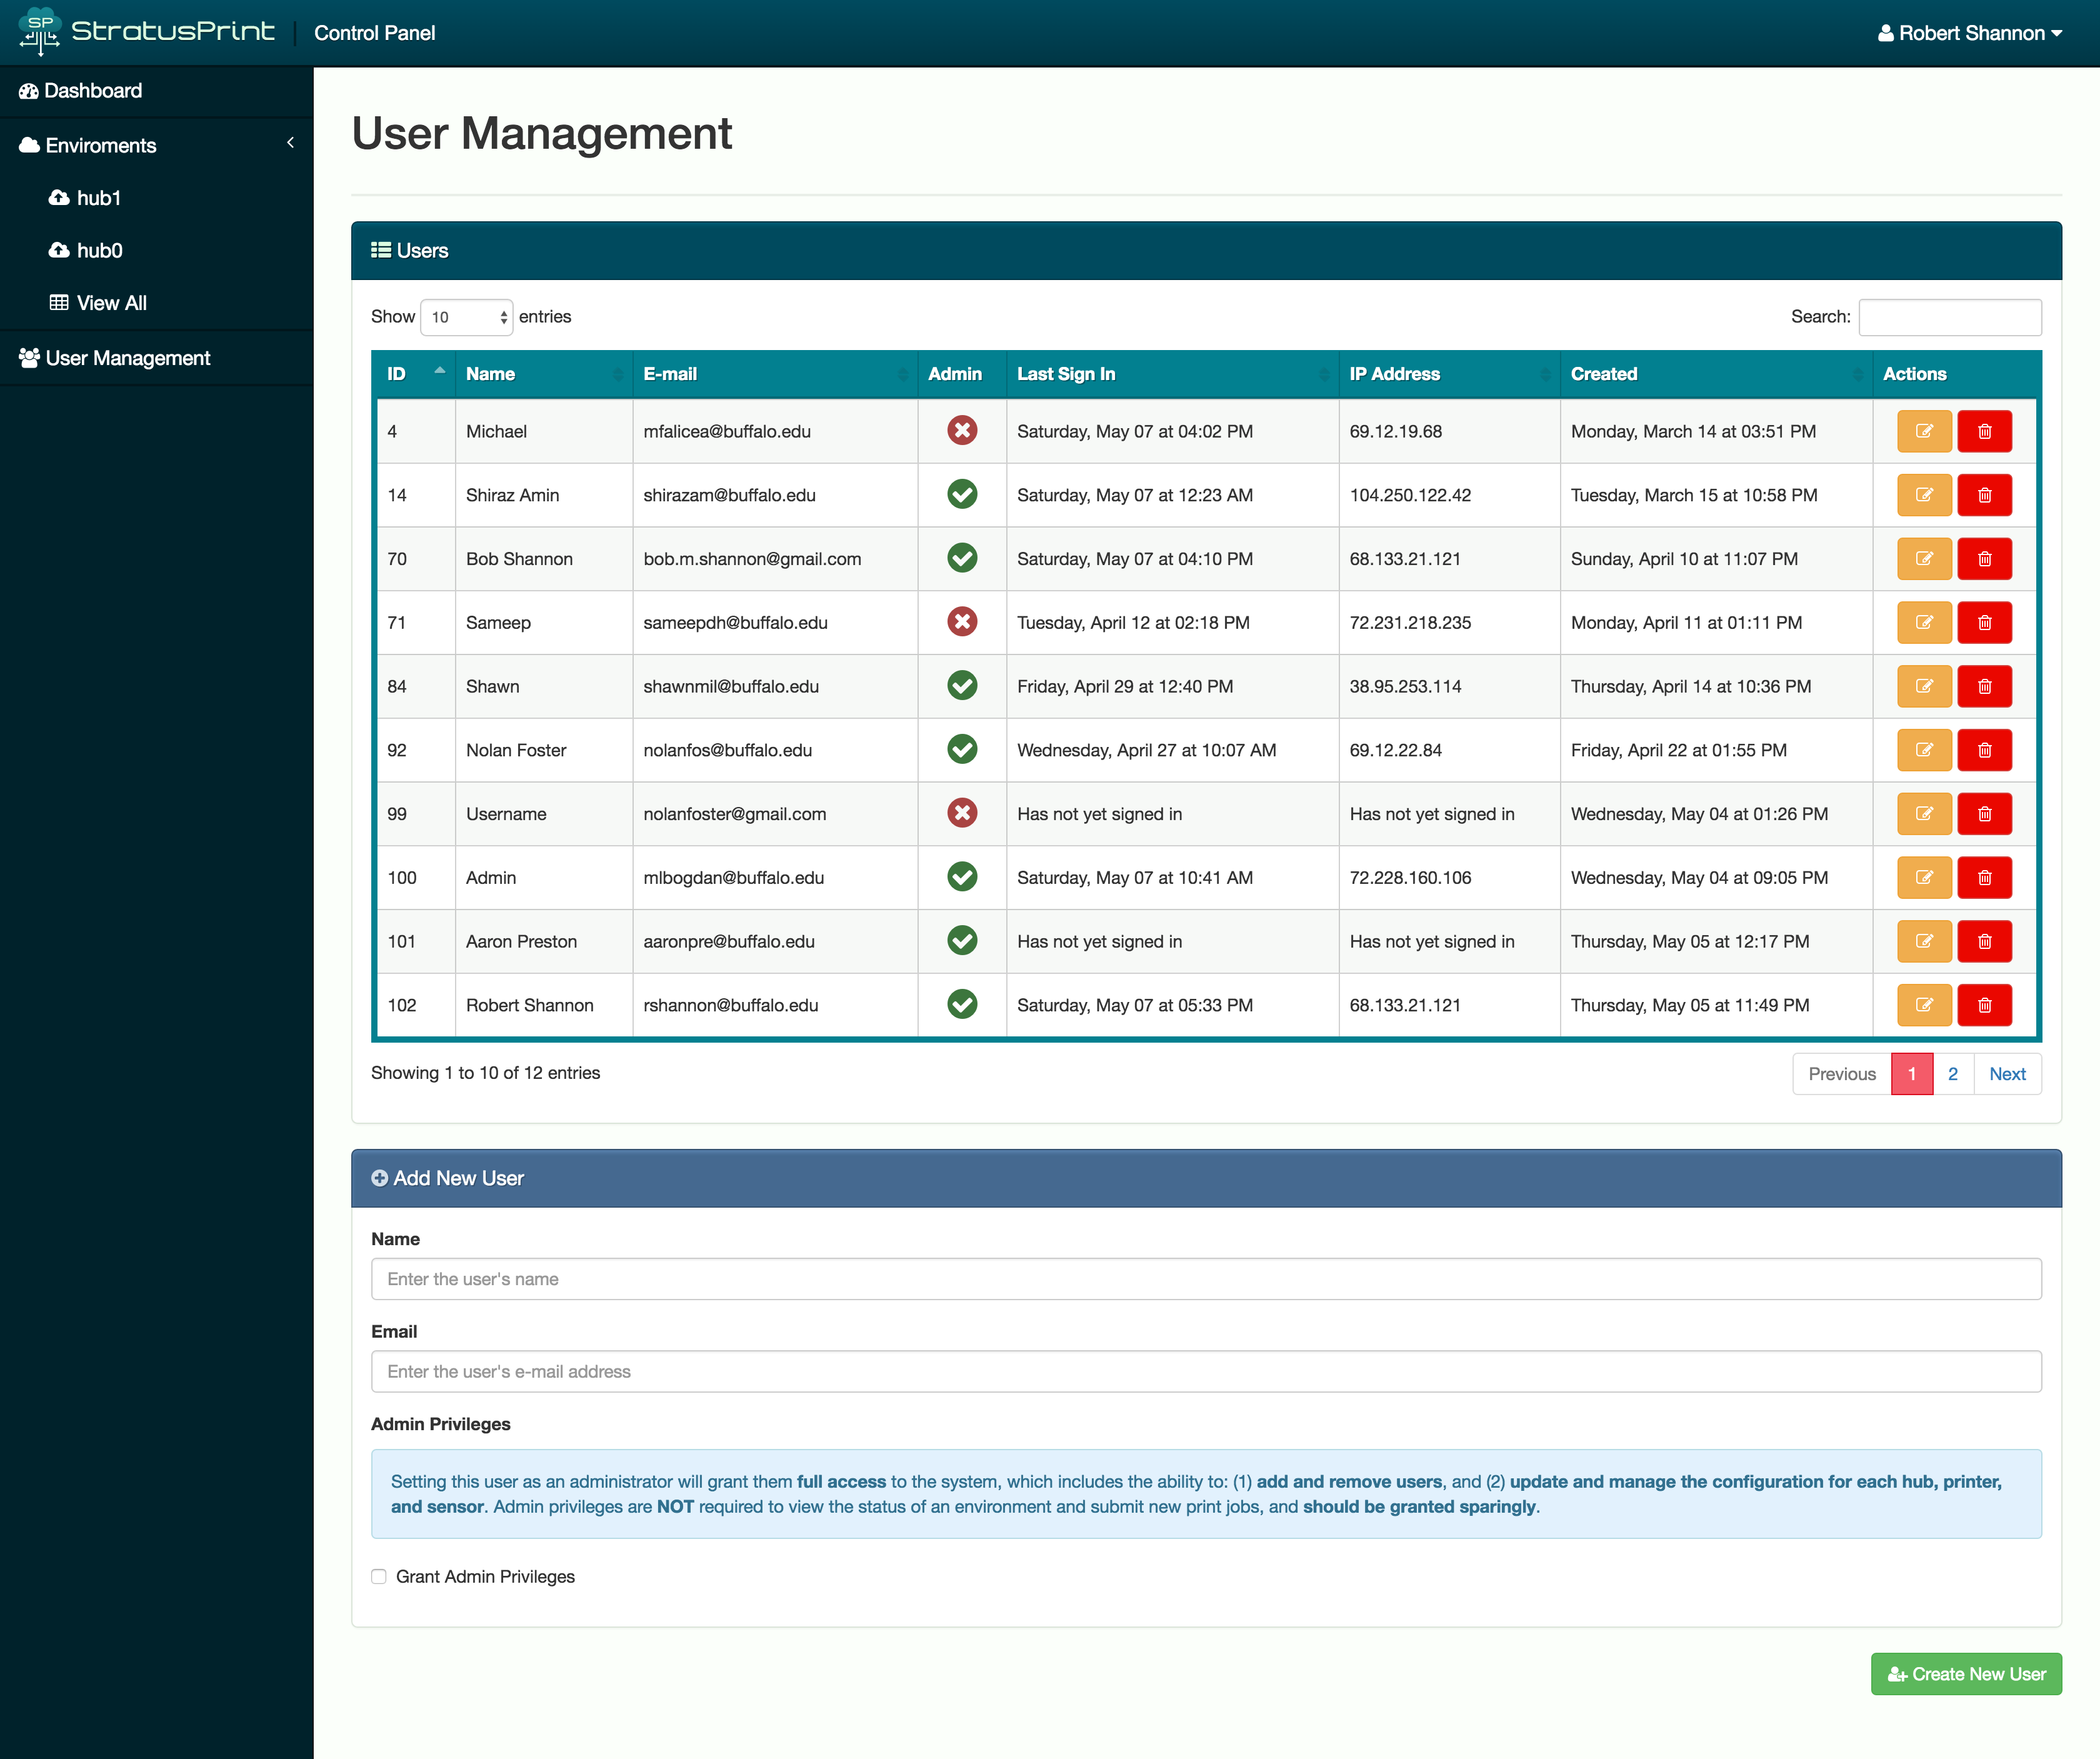 SP StratusPrint Control Panel Robert Shannon
Dashboard
Enviroments
hub1
hub0
View All
User Management
User Management
Users
Show 10 entries Search:
ID Name E-mail Admin Last Sign In IP Address Created Actions
4 Michael mfalicea@buffalo.edu Saturday, May 07 at 04:02 PM 69.12.19.68 Monday, March 14 at 03:51 PM
14 Shiraz Amin shirazam@buffalo.edu Saturday, May 07 at 12:23 AM 104.250.122.42 Tuesday, March 15 at 10:58 PM
70 Bob Shannon bob.m.shannon@gmail.com Saturday, May 07 at 04:10 PM 68.133.21.121 Sunday, April 10 at 11:07 PM
71 Sameep sameepdh@buffalo.edu Tuesday, April 12 at 02:18 PM 72.231.218.235 Monday, April 11 at 01:11 PM
84 Shawn shawnmil@buffalo.edu Friday, April 29 at 12:40 PM 38.95.253.114 Thursday, April 14 at 10:36 PM
92 Nolan Foster nolanfos@buffalo.edu Wednesday, April 27 at 10:07 AM 69.12.22.84 Friday, April 22 at 01:55 PM
99 Username nolanfoster@gmail.com Has not yet signed in Has not yet signed in Wednesday, May 04 at 01:26 PM
100 Admin mlbogdan@buffalo.edu Saturday, May 07 at 10:41 AM 72.228.160.106 Wednesday, May 04 at 09:05 PM
101 Aaron Preston aaronpre@buffalo.edu Has not yet signed in Has not yet signed in Thursday, May 05 at 12:17 PM
102 Robert Shannon rshannon@buffalo.edu Saturday, May 07 at 05:33 PM 68.133.21.121 Thursday, May 05 at 11:49 PM
Showing 1 to 10 of 12 entries Previous 1 2 Next
Add New User
Name
Enter the user's name
Email
Enter the user's e-mail address
Admin Privileges
Setting this user as an administrator will grant them full access to the system, which includes the ability to: (1) add and remove users, and (2) update and manage the configuration for each hub, printer,
and sensor. Admin privileges are NOT required to view the status of an environment and submit new print jobs, and should be granted sparingly.
Grant Admin Privileges
Create New User